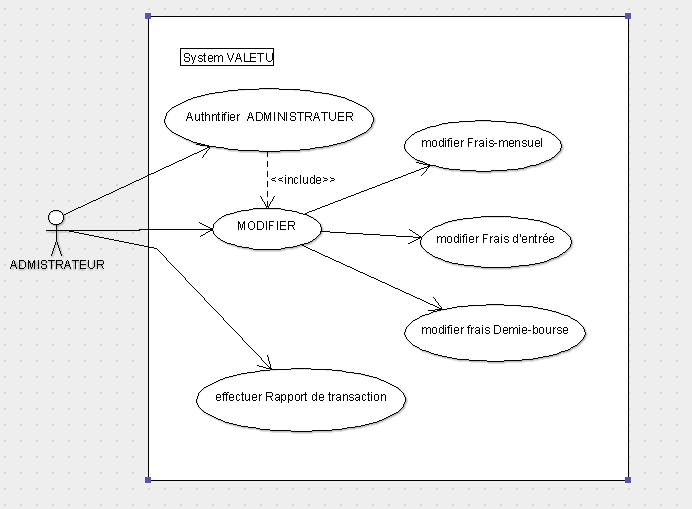 System VALETU
Authntifier ADMINISTRATUER
modifier Frais-mensuel
<<include>>
MODIFIER
modifier Frais d'entrée
ADMISTRATEUR
modifier frais Demie-bourse
effectuer Rapport de transaction